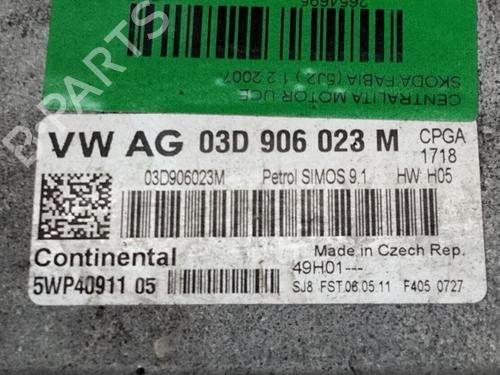 2654695
SKODA FABIA (5J2 ) 1.2 2007
CENTRALITA MOTOR UCE
B-PARTS
VW AG 03D 906 023 M CPGA
1718
03D906023M Petrol SIMOS 9.1 HW: H05
Continental Made in Czech Rep.
49H01---
5WP40911 05 SJ8 FST.06.05.11 F405 0727